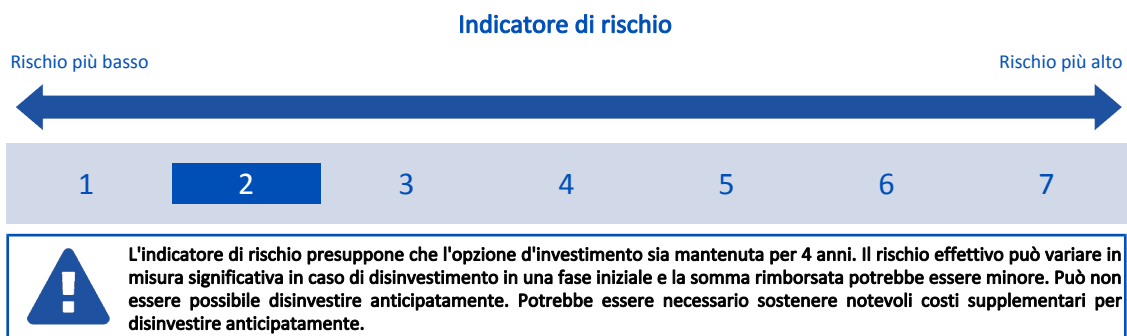 Indicatore di rischio
Rischio più basso
Rischio più alto
1 2 3 4 5 6 7
L'indicatore di rischio presuppone che l'opzione d'investimento sia mantenuta per 4 anni. Il rischio effettivo può variare in
misura significativa in caso di disinvestimento in una fase iniziale e la somma rimborsata potrebbe essere minore. Può non
essere possibile disinvestire anticipatamente. Potrebbe essere necessario sostenere notevoli costi supplementari per
disinvestire anticipatamente.